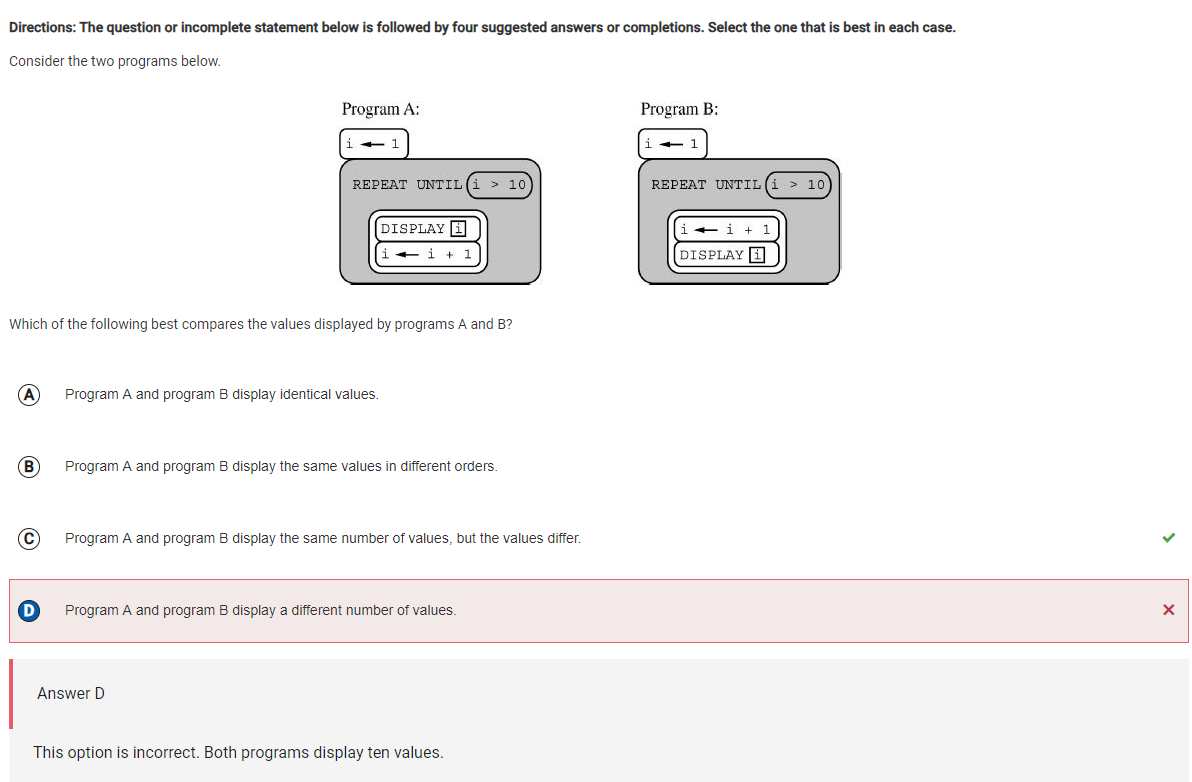 Directions: The question or incomplete statement below is followed by four suggested answers or completions. Select the one that is best in each case.
Consider the two programs below.
Program A:
i ← 1
REPEAT UNTIL i > 10
DISPLAY i
i ← i + 1
Program B:
i ← 1
REPEAT UNTIL i > 10
i ← i + 1
DISPLAY i
Which of the following best compares the values displayed by programs A and B?
A Program A and program B display identical values.
B Program A and program B display the same values in different orders.
C Program A and program B display the same number of values, but the values differ.
D Program A and program B display a different number of values.
Answer D
This option is incorrect. Both programs display ten values.